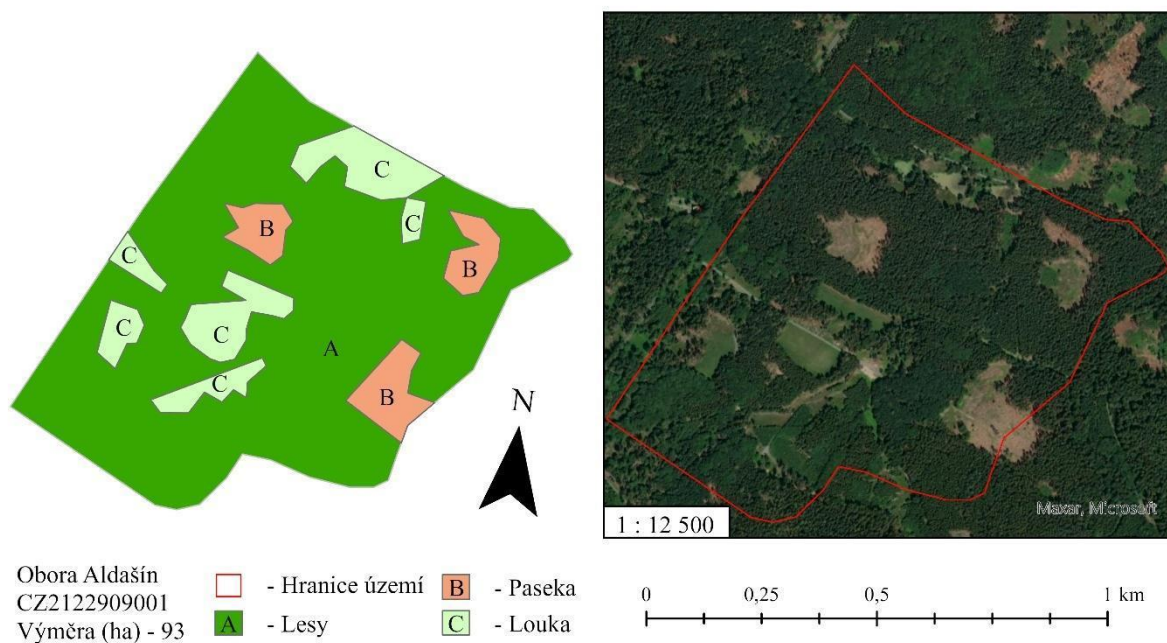 C
C
B
B
C
C
C
A
C
B
N
1 : 12 500
Maxar, Microsoft
Obora Aldašín
CZ2122909001
Výměra (ha) - 93
- Hranice území
A - Lesy
B - Paseka
C - Louka
0 0,25 0,5 1 km